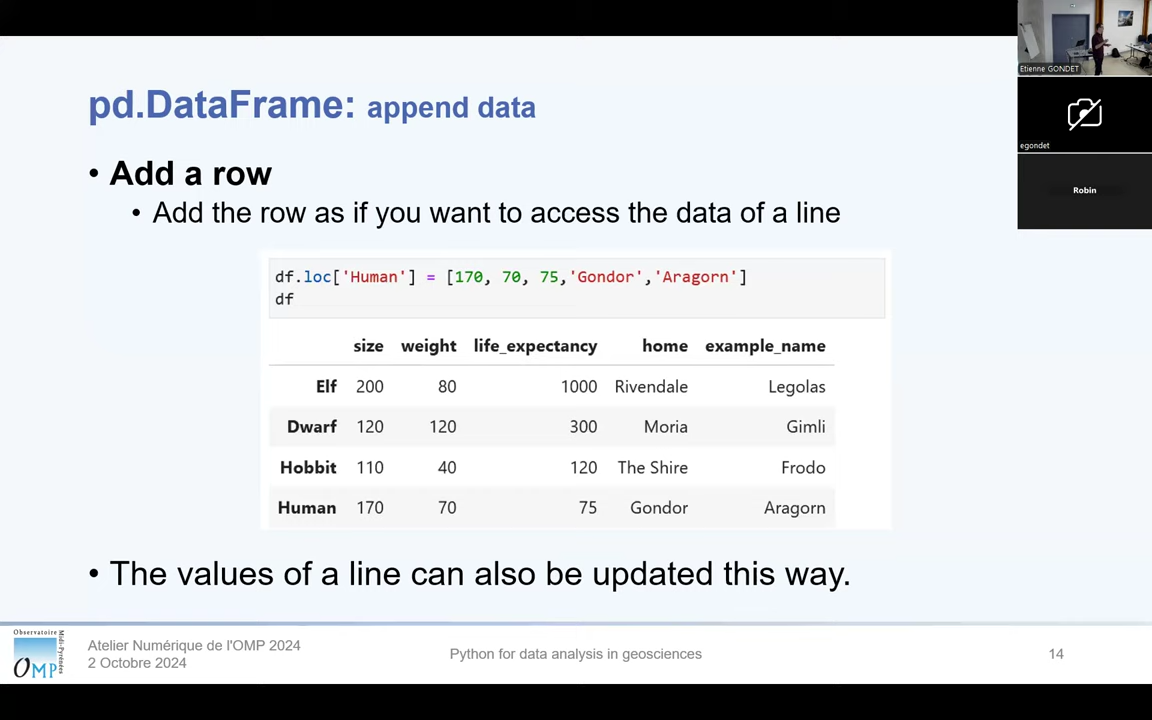 pd.DataFrame: append data
• Add a row
• Add the row as if you want to access the data of a line
df.loc['Human'] = [170, 70, 75,'Gondor','Aragorn']
df
size weight life_expectancy home example_name
Elf 200 80 1000 Rivendale Legolas
Dwarf 120 120 300 Moria Gimli
Hobbit 110 40 120 The Shire Frodo
Human 170 70 75 Gondor Aragorn
• The values of a line can also be updated this way.
Observatoire
Midi-Pyrénées
OMP
Atelier Numérique de l'OMP 2024
2 Octobre 2024
Python for data analysis in geosciences
14
Etienne GONDET
egondet
Robin